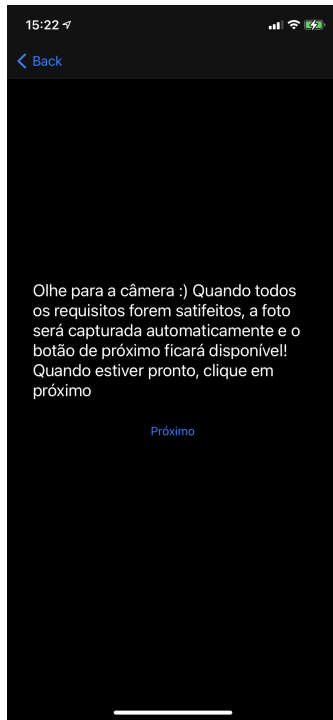 15:22
Back
Olhe para a câmera :) Quando todos
os requisitos forem satifeitos, a foto
será capturada automaticamente e o
botão de próximo ficará disponível!
Quando estiver pronto, clique em
próximo
Próximo